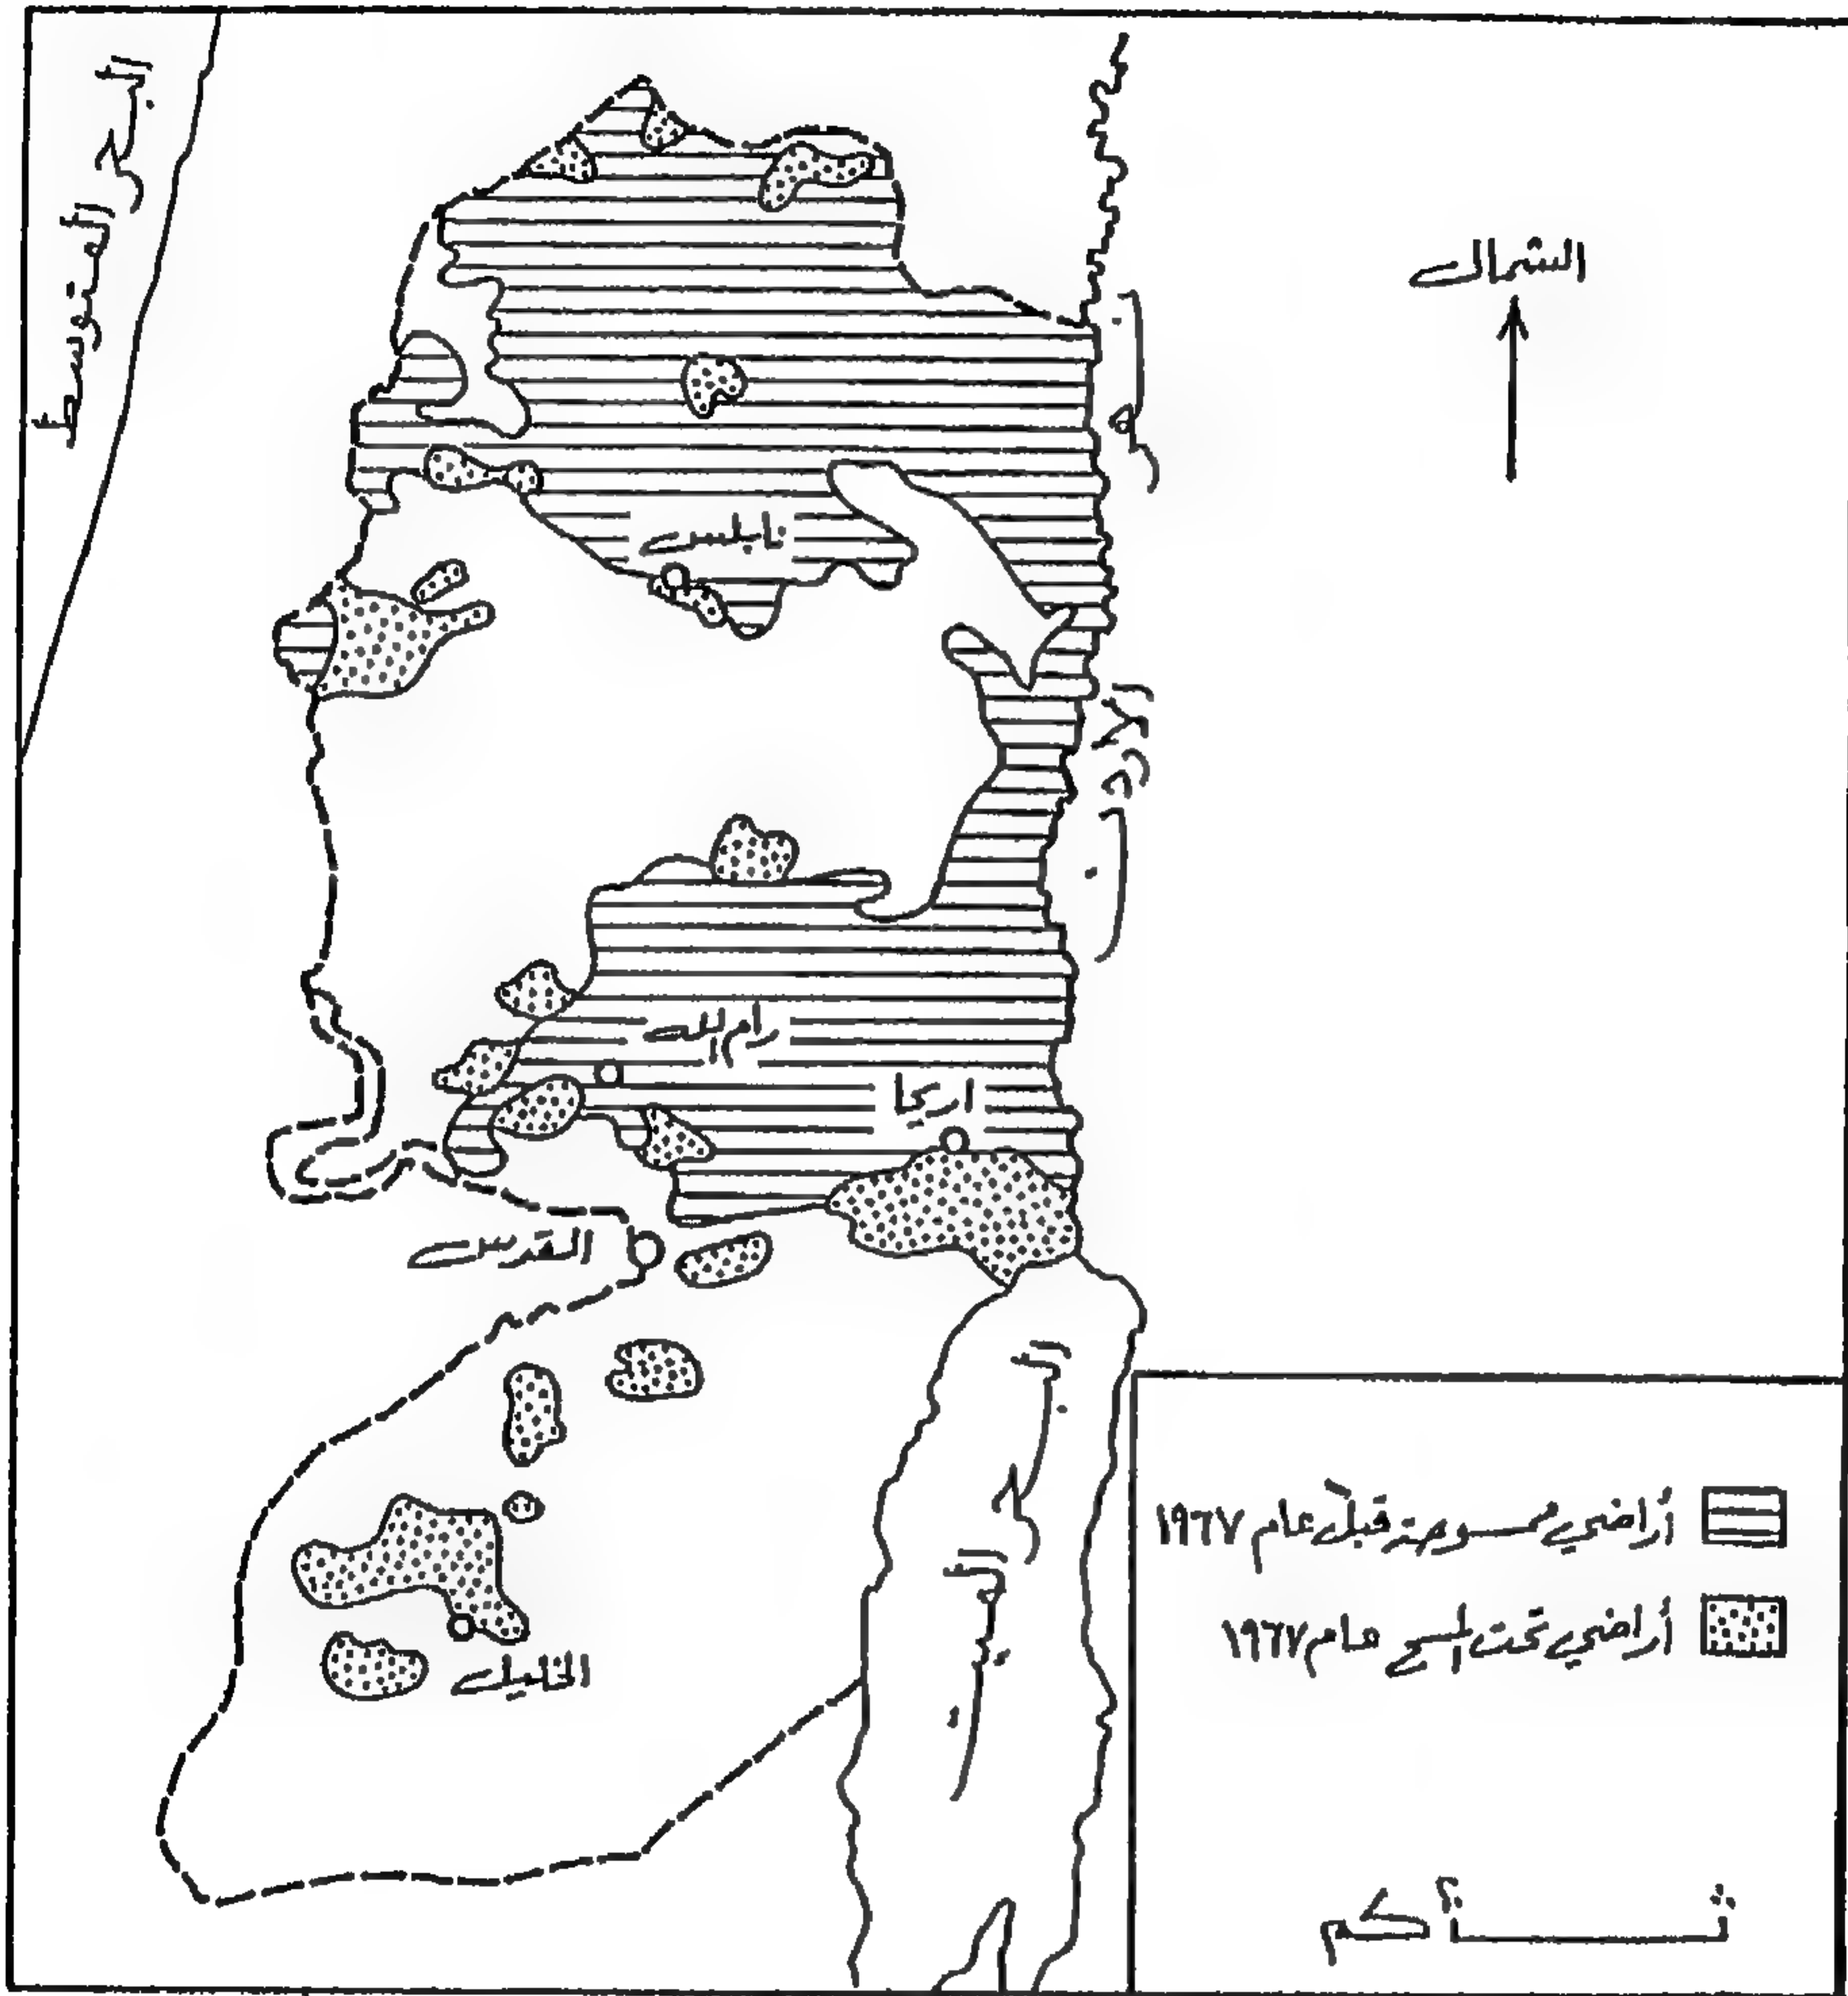 البحر المتوسط
الشمال
نهر
الأردن
نابلس
رام الله
اريحا
القدس
البحر
الميت
الخليل
أراضي ممسوحة قبل عام ١٩٦٧
أراضي تحت المسح عام ١٩٦٧
كم